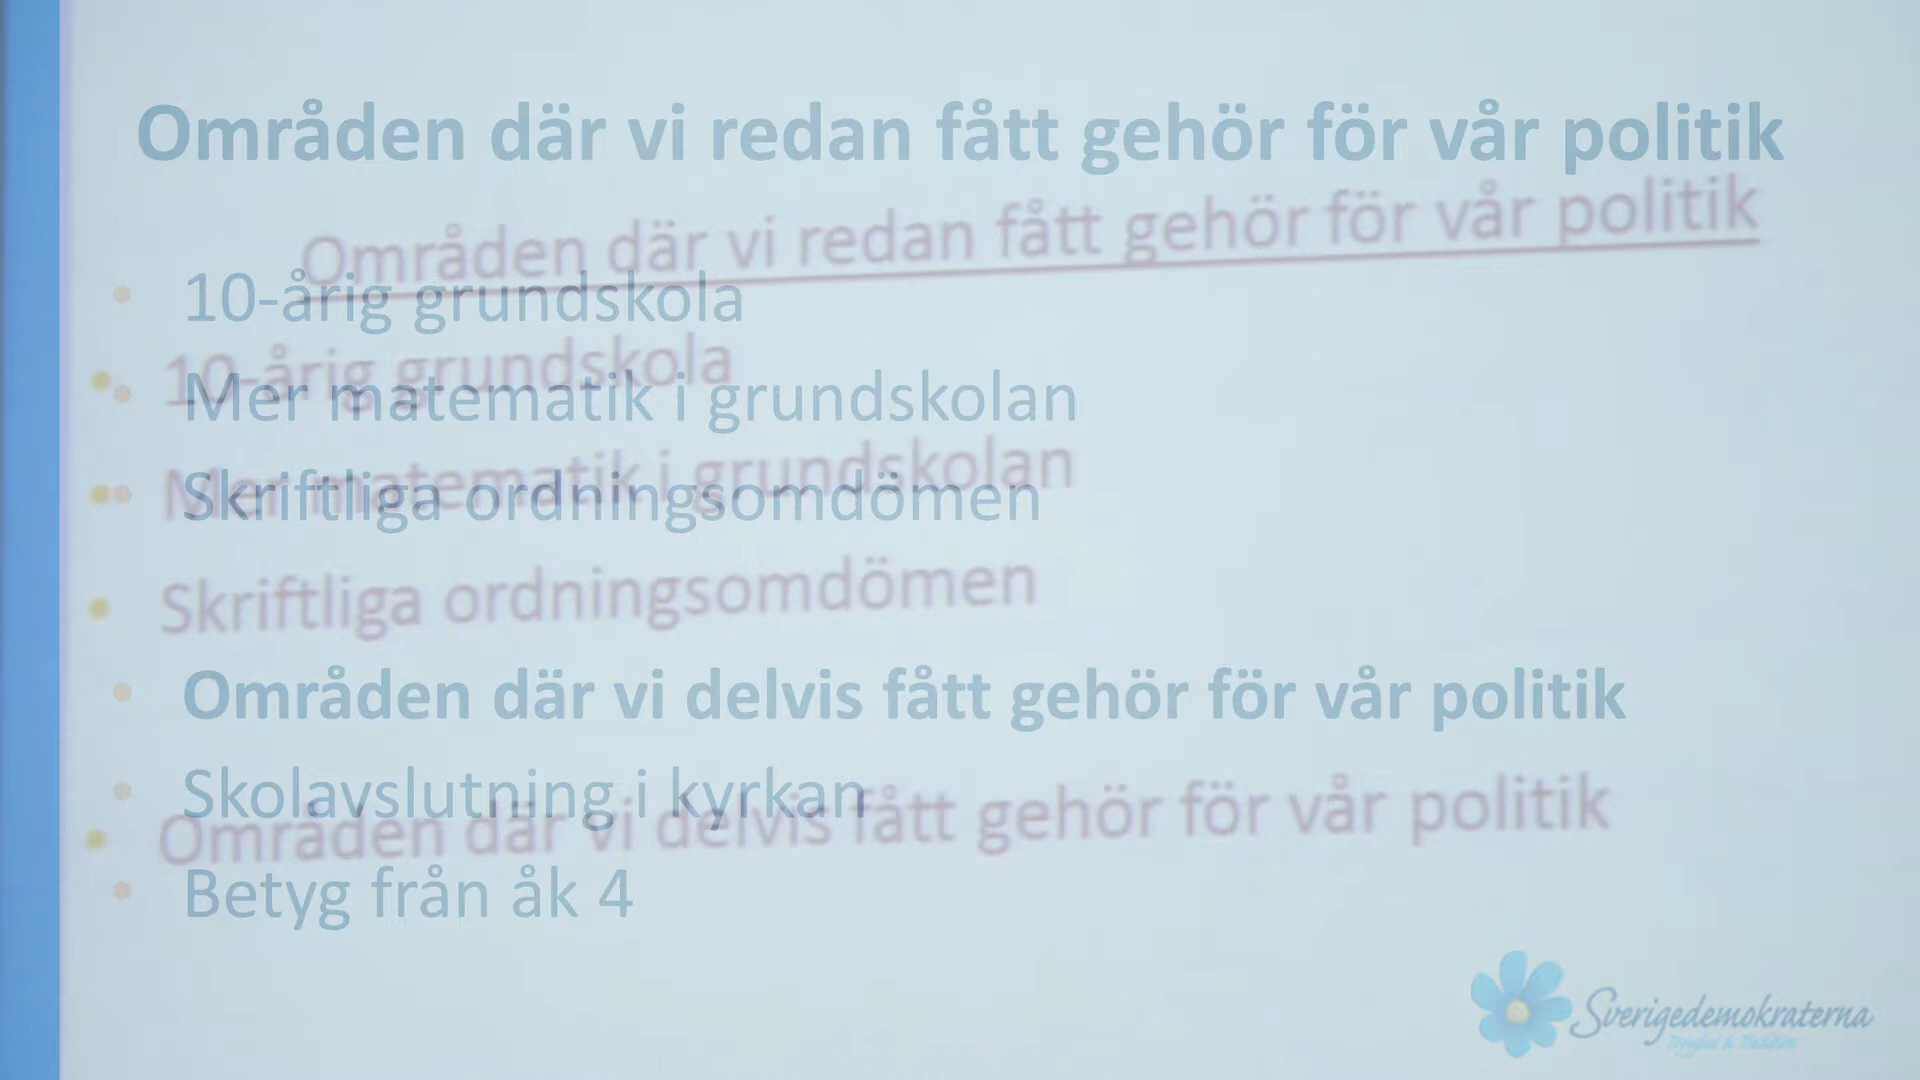 Områden där vi redan fått gehör för vår politik
Områden där vi redan fått gehör för vår politik
10-årig grundskola
10-årig grundskola
Mer matematik i grundskolan
Mer matematik i grundskolan
Skriftliga ordningsomdömen
Skriftliga ordningsomdömen
Områden där vi delvis fått gehör för vår politik
Skolavslutning i kyrkan
Områden där vi delvis fått gehör för vår politik
Betyg från åk 4
Sverigedemokraterna
Trygghet & Tradition